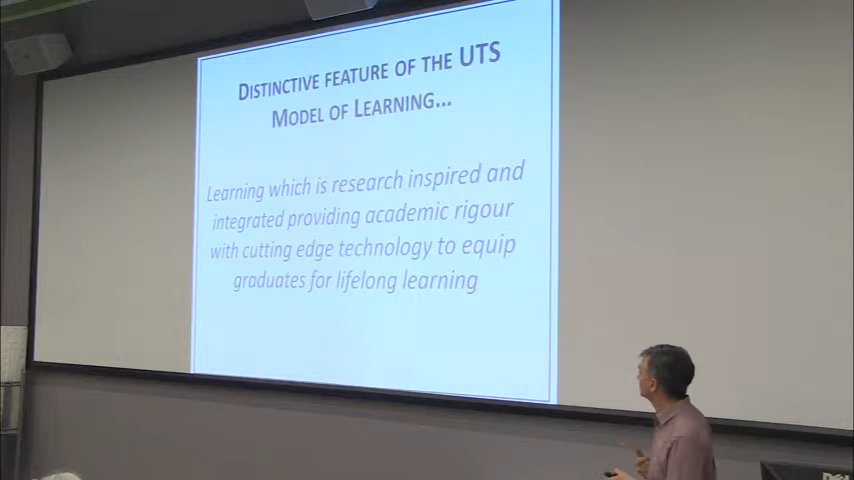 DISTINCTIVE FEATURE OF THE UTS
MODEL OF LEARNING...
Learning which is research inspired and
integrated providing academic rigour
with cutting edge technology to equip
graduates for lifelong learning